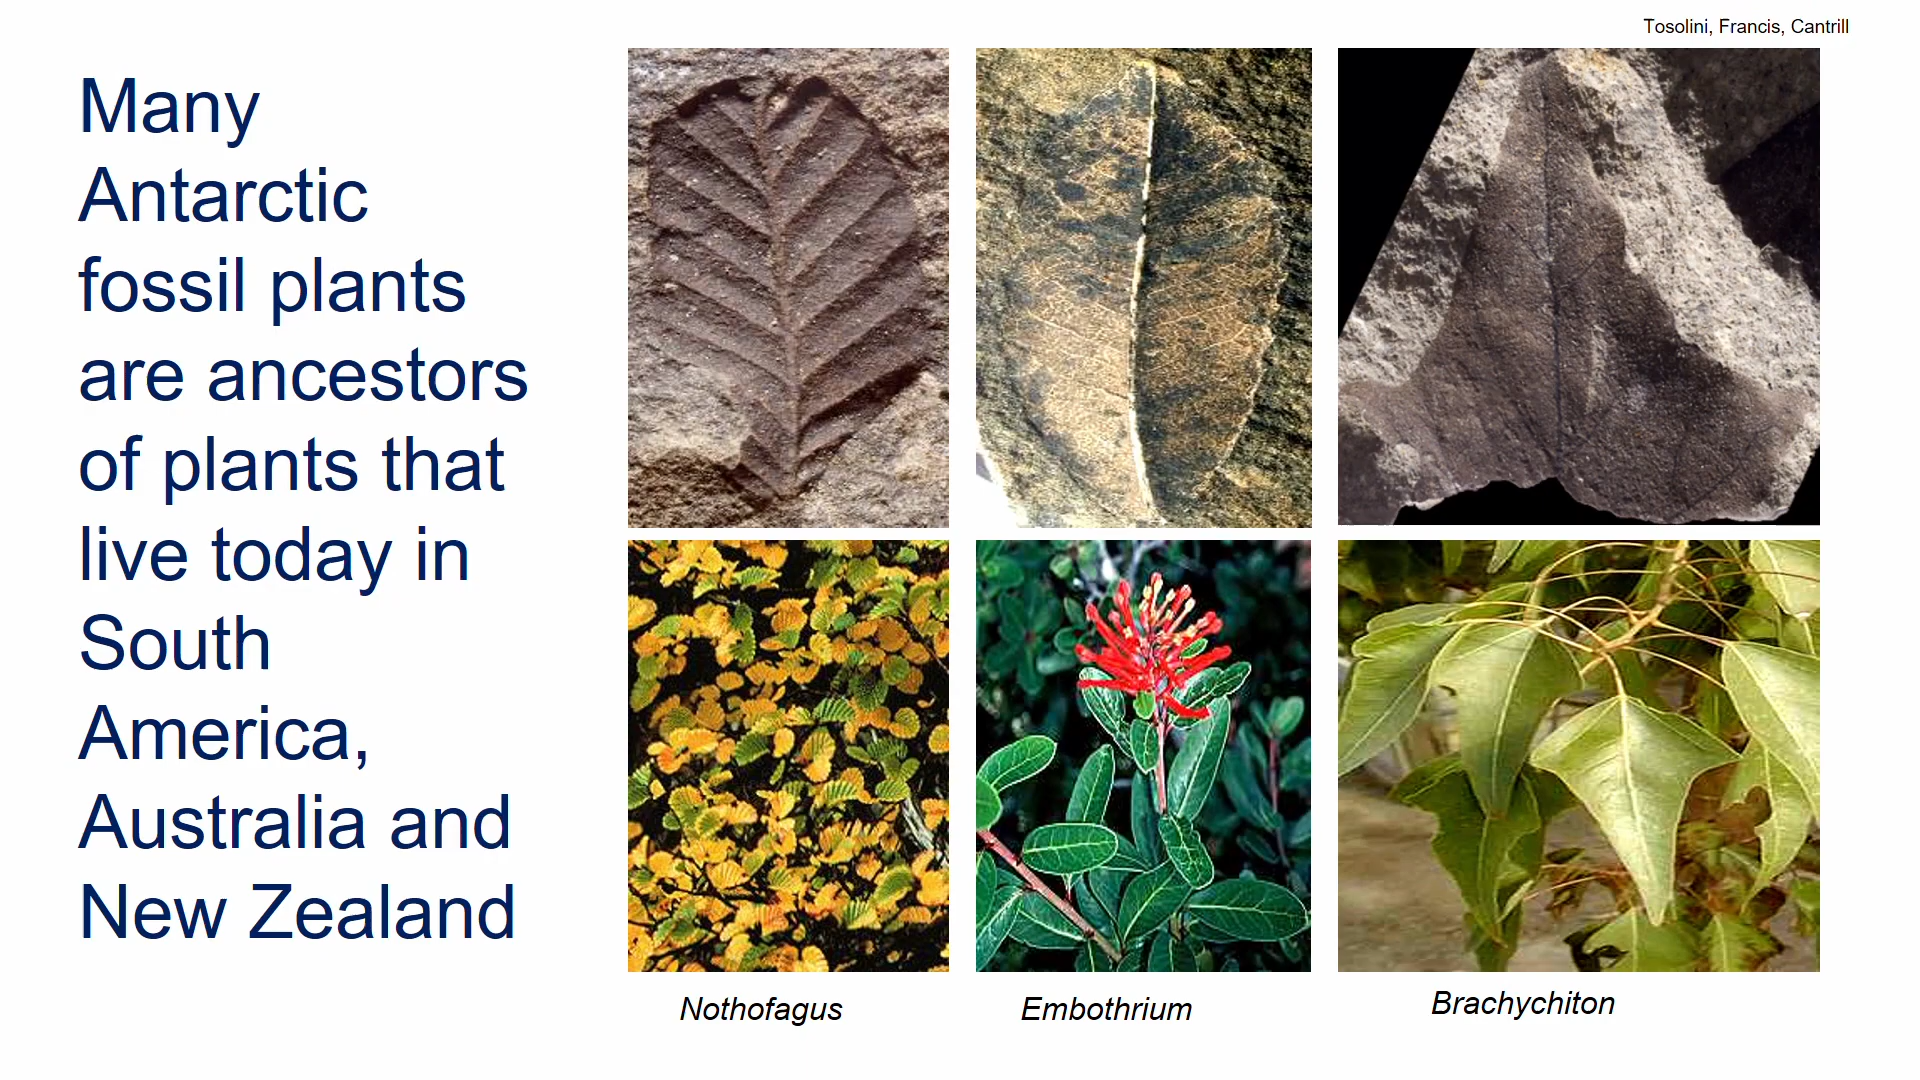 Tosolini, Francis, Cantrill
Many
Antarctic
fossil plants
are ancestors
of plants that
live today in
South
America,
Australia and
New Zealand
Nothofagus
Embothrium
Brachychiton